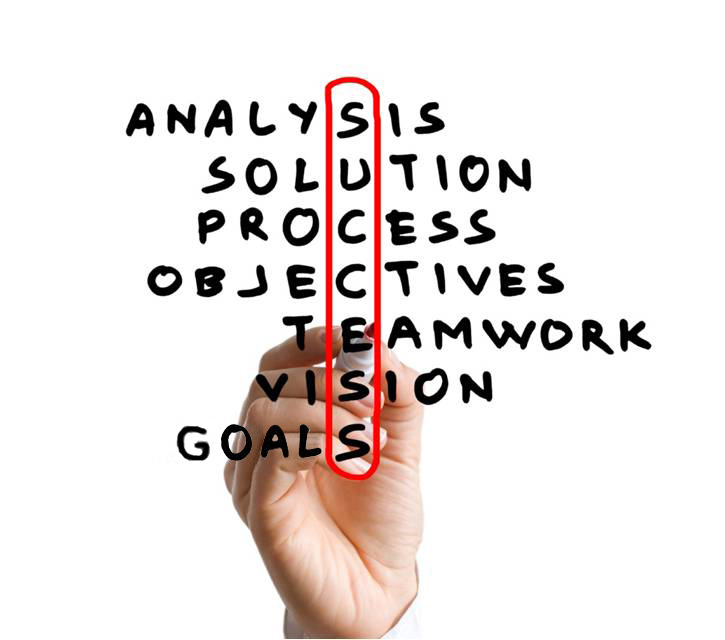 ANALYSIS
SOLUTION
PROCESS
OBJECTIVES
TEAMWORK
VISION
GOALS